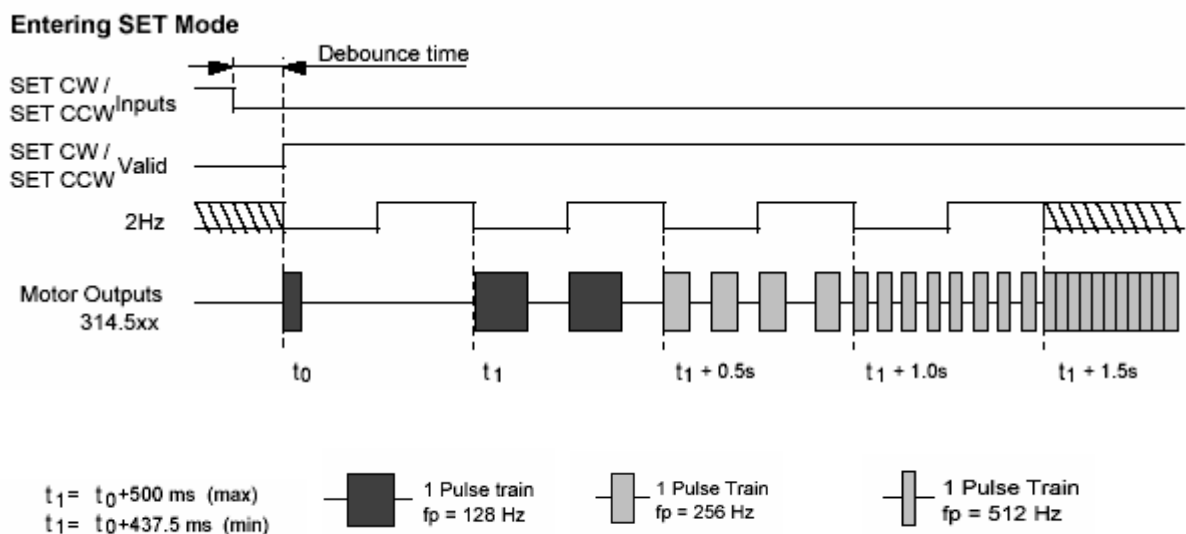 Entering SET Mode
Debounce time
SET CW /
SET CCW Inputs
SET CW /
SET CCW Valid
2Hz
Motor Outputs
314.5xx
t0 t1 t1 + 0.5s t1 + 1.0s t1 + 1.5s
t1= t0+500 ms (max)
t1= t0+437.5 ms (min)
1 Pulse train
fp = 128 Hz
1 Pulse Train
fp = 256 Hz
1 Pulse Train
fp = 512 Hz